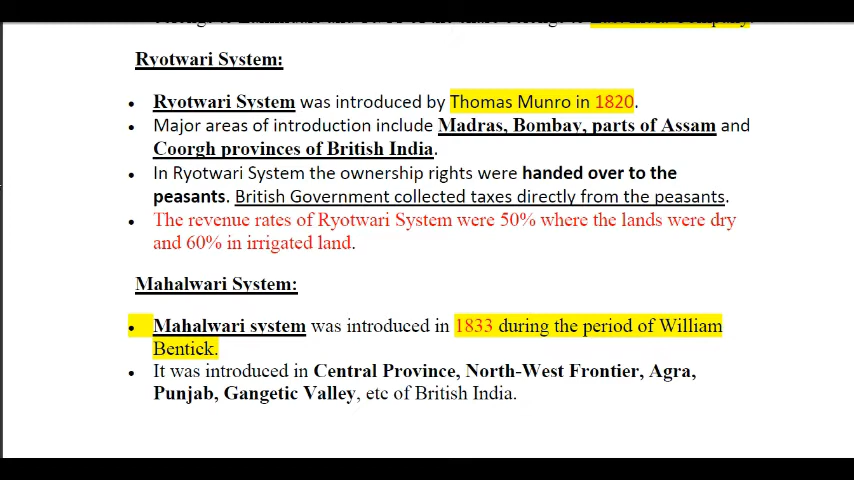 Ryotwari System:
• Ryotwari System was introduced by Thomas Munro in 1820.
• Major areas of introduction include Madras, Bombay, parts of Assam and
Coorgh provinces of British India.
• In Ryotwari System the ownership rights were handed over to the
peasants. British Government collected taxes directly from the peasants.
• The revenue rates of Ryotwari System were 50% where the lands were dry
and 60% in irrigated land.
Mahalwari System:
• Mahalwari system was introduced in 1833 during the period of William
Bentick.
• It was introduced in Central Province, North-West Frontier, Agra,
Punjab, Gangetic Valley, etc of British India.